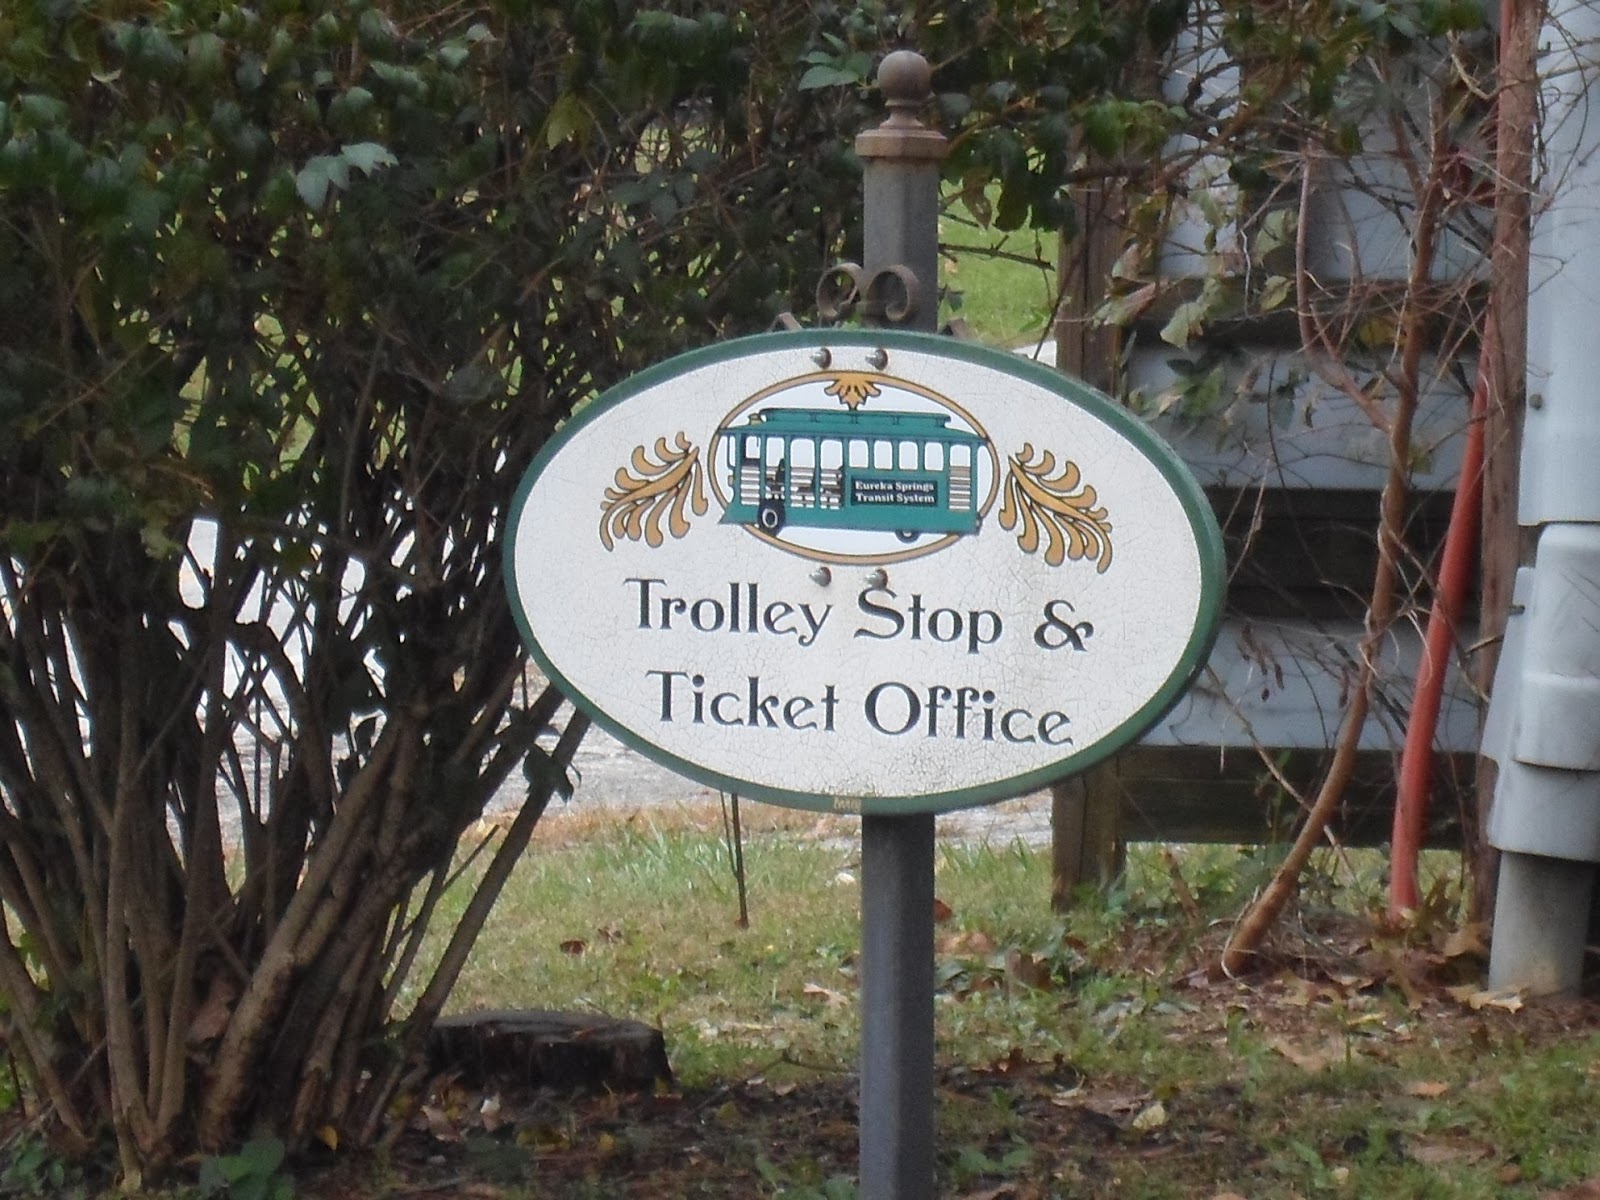 Eureka Springs
Transit System
Trolley Stop &
Ticket Office